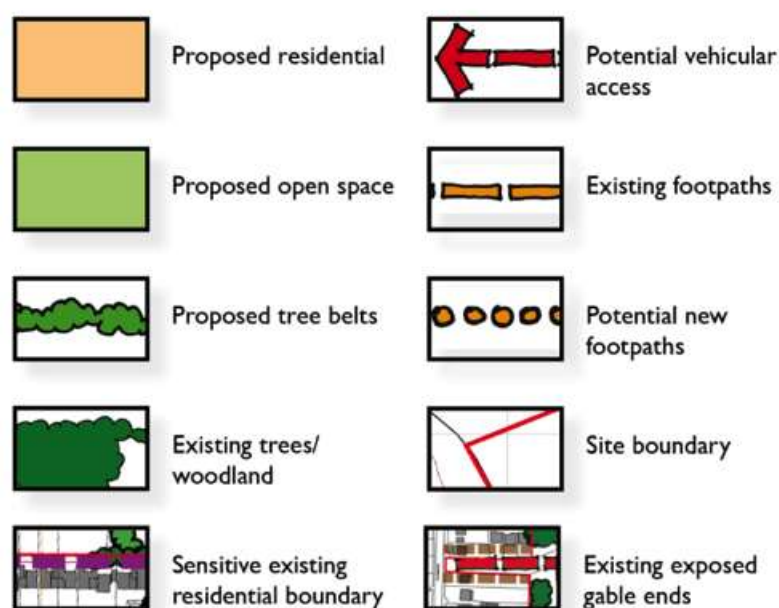 Proposed residential
Potential vehicular
access
Proposed open space
Existing footpaths
Proposed tree belts
Potential new
footpaths
Existing trees/
woodland
Site boundary
Sensitive existing
residential boundary
Existing exposed
gable ends